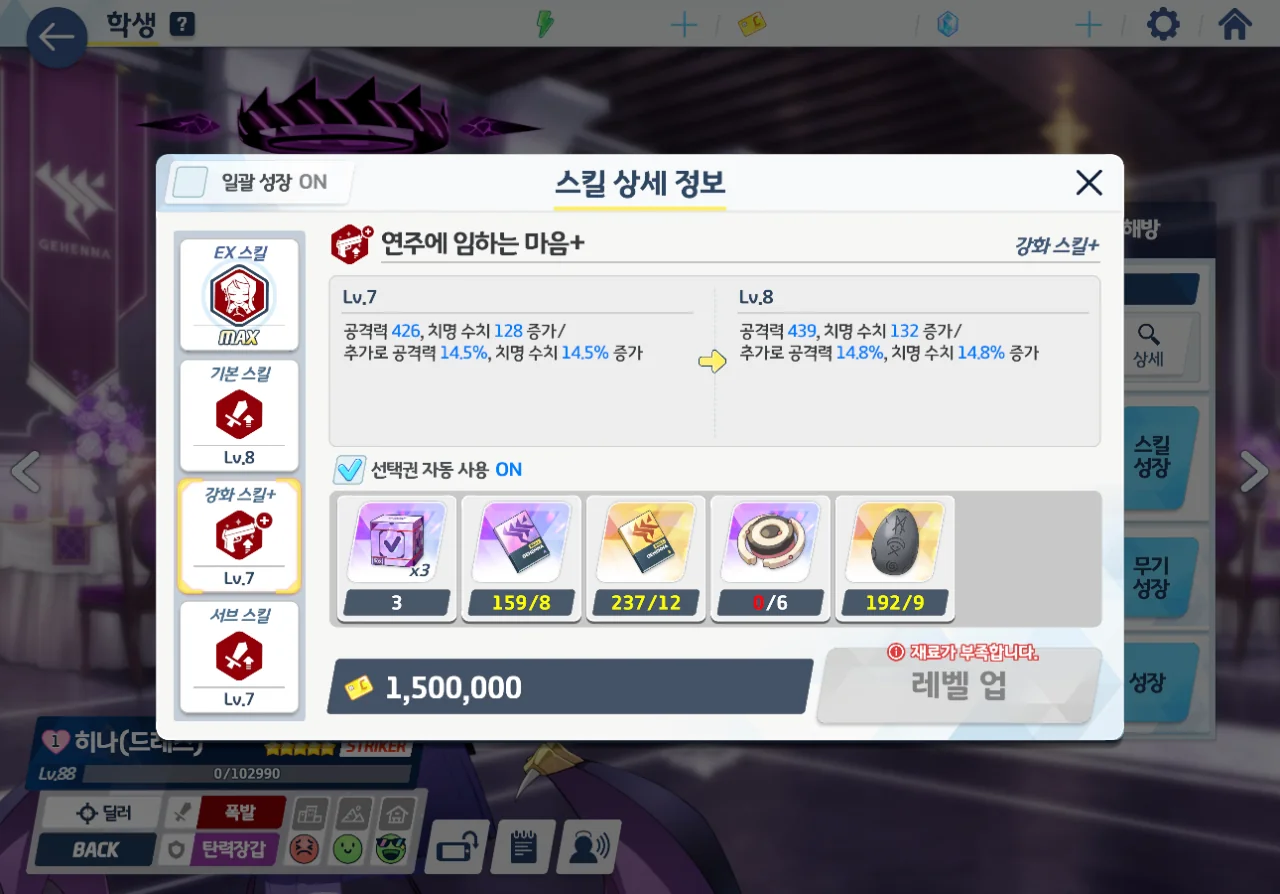 학생 ?
GEHENNA
일괄 성장 ON
스킬 상세 정보
해방
EX 스킬
MAX
기본 스킬
Lv.8
강화 스킬+
Lv.7
서브 스킬
Lv.7
연주에 임하는 마음+
강화 스킬+
Lv.7
공격력 426, 치명 수치 128 증가/
추가로 공격력 14.5%, 치명 수치 14.5% 증가
Lv.8
공격력 439, 치명 수치 132 증가/
추가로 공격력 14.8%, 치명 수치 14.8% 증가
선택권 자동 사용 ON
x3
3
GEHENNA
159/8
GEHENNA
237/12
0/6
192/9
1,500,000
재료가 부족합니다.
레벨 업
상세
스킬
성장
무기
성장
성장
1 히나(드레스)
STRIKER
Lv.88
0/102990
딜러
폭발
BACK
탄력장갑